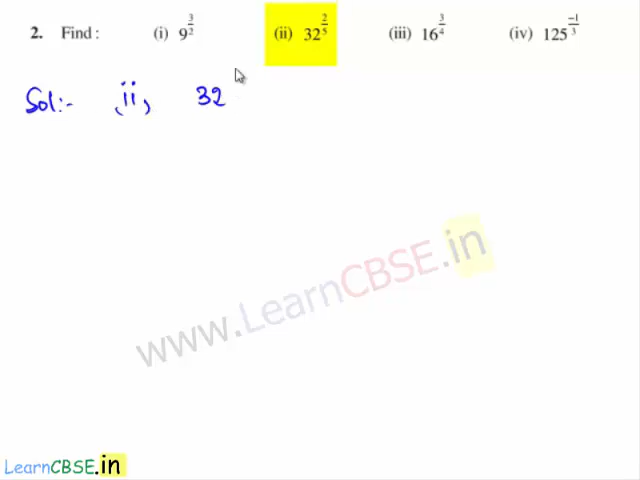 2. Find : (i) 9^{3/2} (ii) 32^{2/5} (iii) 16^{3/4} (iv) 125^{-1/3}
Sol:- ii, 32
www.LearnCBSE.in
LearnCBSE.in